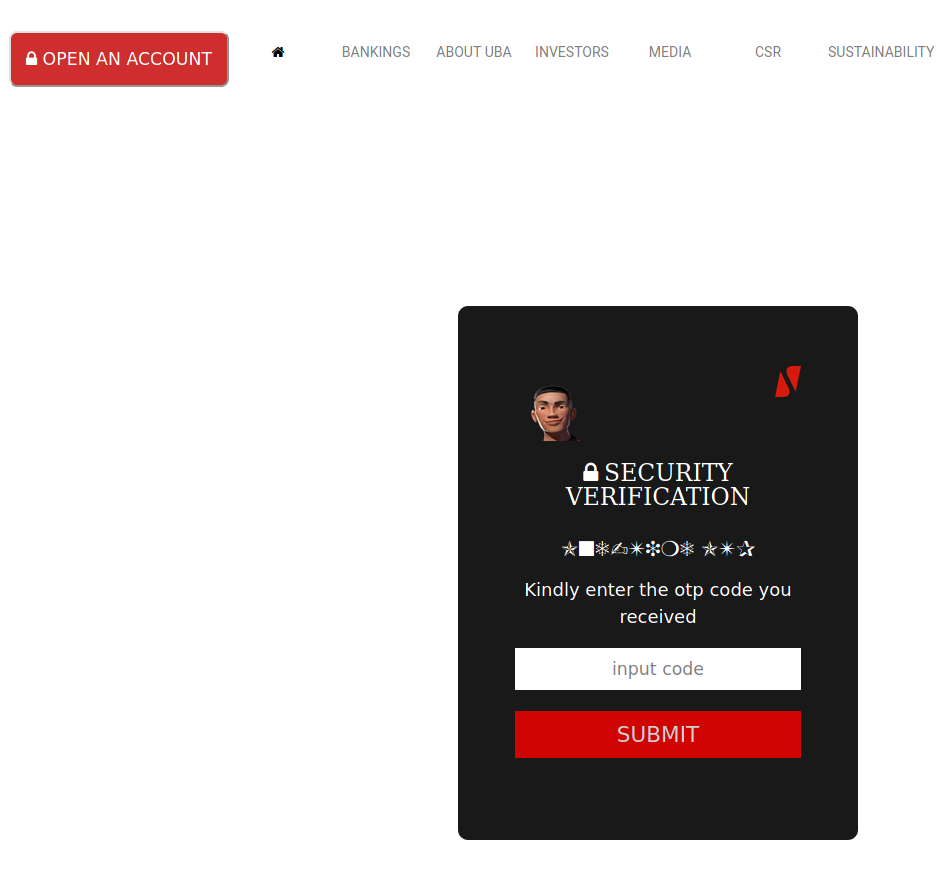 OPEN AN ACCOUNT
BANKINGS
ABOUT UBA
INVESTORS
MEDIA
CSR
SUSTAINABILITY
SECURITY
VERIFICATION
✯■❄✍✴❉❍❄ ✯✴✰
Kindly enter the otp code you
received
input code
SUBMIT